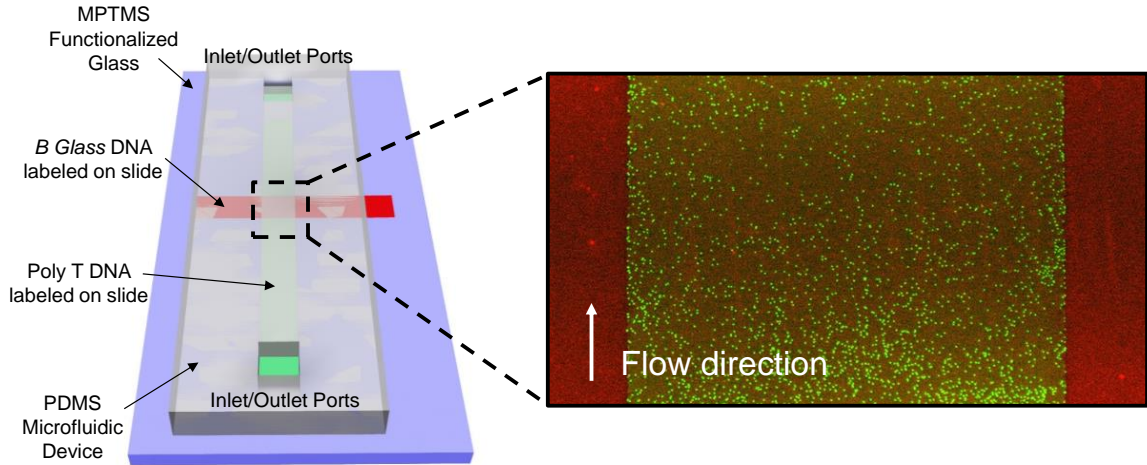 MPTMS
Functionalized
Glass
Inlet/Outlet Ports
B Glass DNA
labeled on slide
Poly T DNA
labeled on slide
Flow direction
PDMS
Microfluidic
Device
Inlet/Outlet Ports